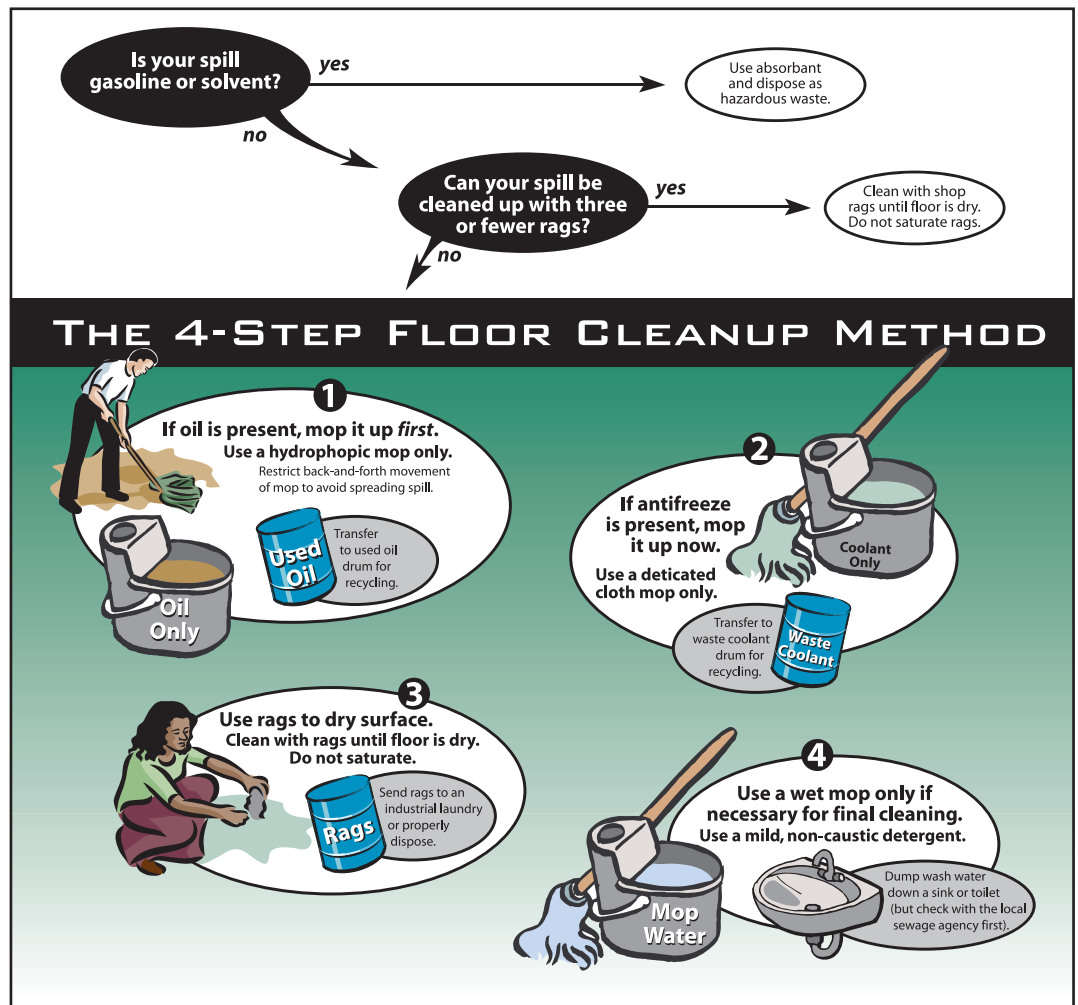 Is your spill
gasoline or solvent?
yes
Use absorbant
and dispose as
hazardous waste.
no
Can your spill be
cleaned up with three
or fewer rags?
yes
Clean with shop
rags until floor is dry.
Do not saturate rags.
no
THE 4-STEP FLOOR CLEANUP METHOD
1
If oil is present, mop it up first.
Use a hydrophopic mop only.
Restrict back-and-forth movement
of mop to avoid spreading spill.
Used
Oil
Transfer
to used oil
drum for
recycling.
Oil
Only
2
If antifreeze
is present, mop
it up now.
Use a deticated
cloth mop only.
Coolant
Only
Transfer to
waste coolant
drum for
recycling.
Waste
Coolant
3
Use rags to dry surface.
Clean with rags until floor is dry.
Do not saturate.
Rags
Send rags to an
industrial laundry
or properly
dispose.
4
Use a wet mop only if
necessary for final cleaning.
Use a mild, non-caustic detergent.
Mop
Water
Dump wash water
down a sink or toilet
(but check with the local
sewage agency first).